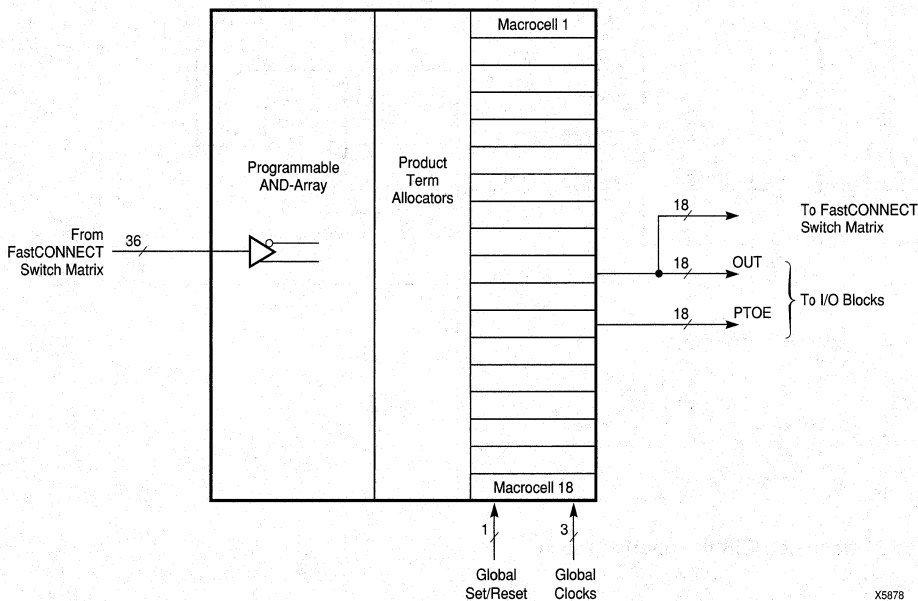 Macrocell 1
Programmable
AND-Array
Product
Term
Allocators
From
FastCONNECT
Switch Matrix
36
18
To FastCONNECT
Switch Matrix
18
OUT
To I/O Blocks
18
PTOE
Macrocell 18
1
3
Global
Set/Reset
Global
Clocks
X5878